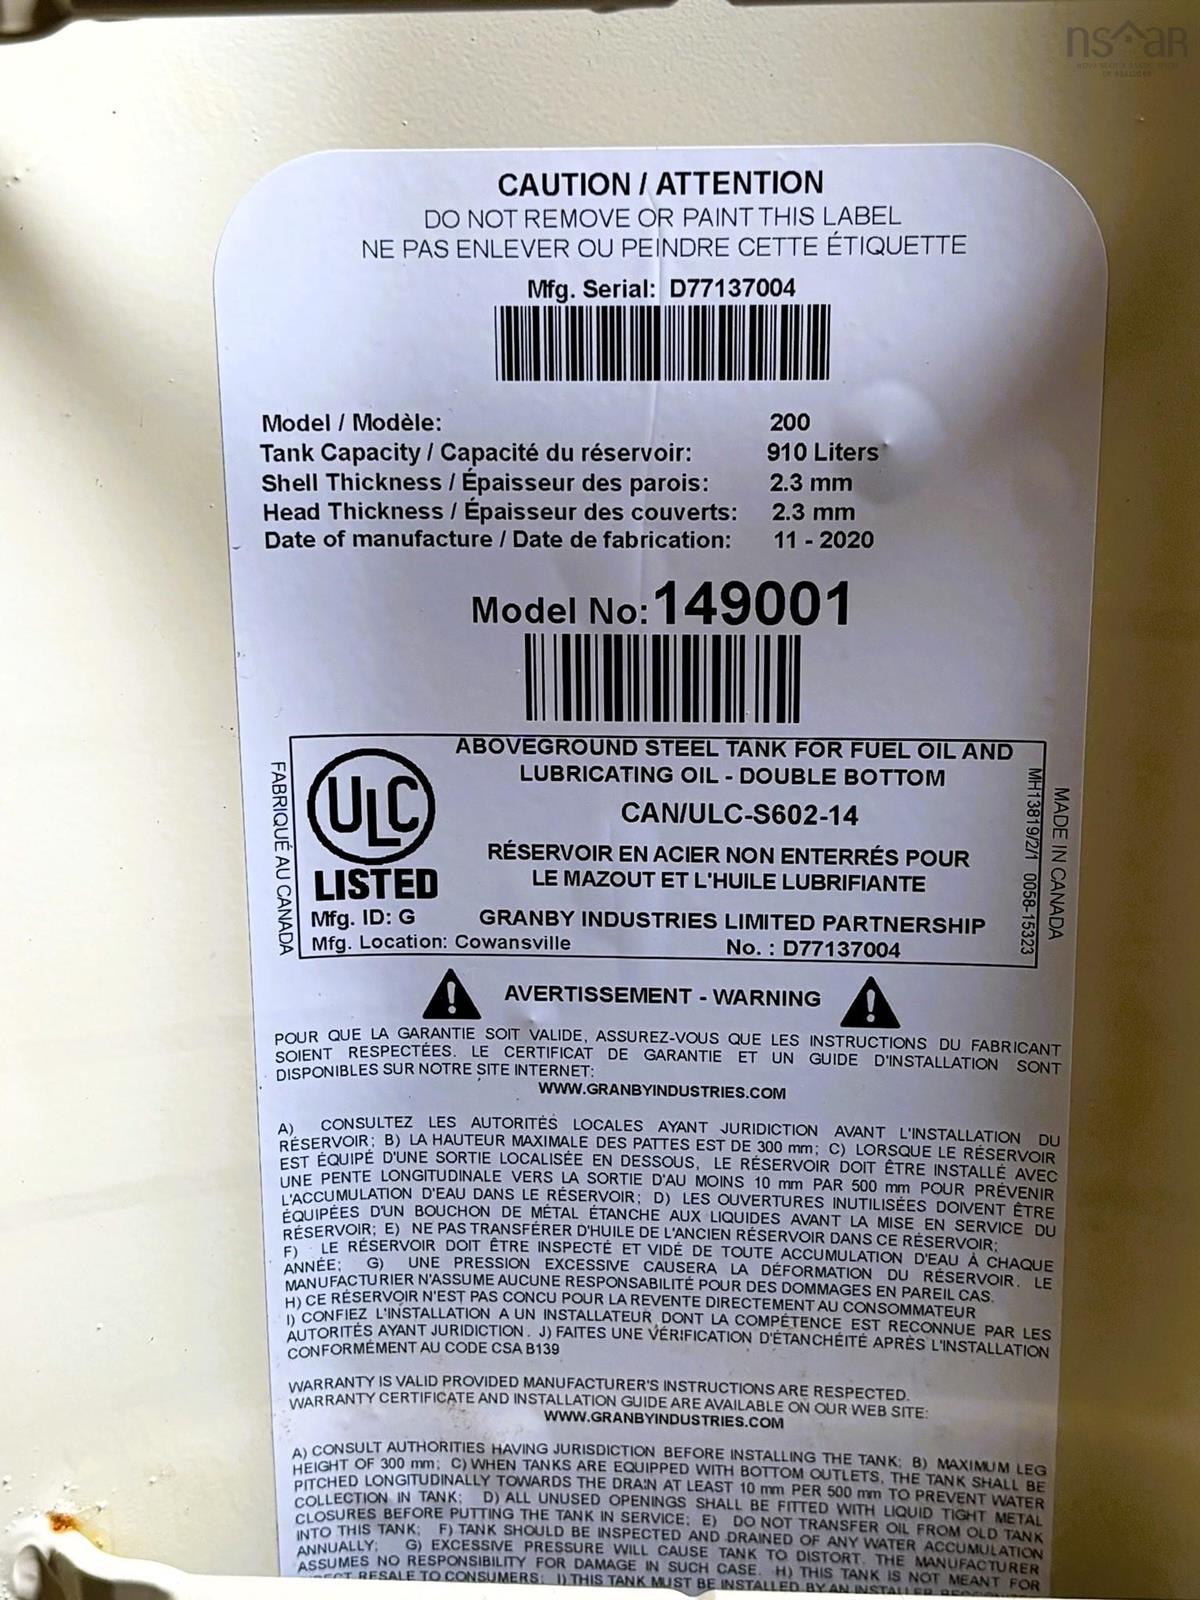 nsar
NOVA SCOTIA ASSOCIATION
OF REALTORS
CAUTION / ATTENTION
DO NOT REMOVE OR PAINT THIS LABEL
NE PAS ENLEVER OU PEINDRE CETTE ÉTIQUETTE
Mfg. Serial: D77137004
Model / Modèle: 200
Tank Capacity / Capacité du réservoir: 910 Liters
Shell Thickness / Épaisseur des parois: 2.3 mm
Head Thickness / Épaisseur des couverts: 2.3 mm
Date of manufacture / Date de fabrication: 11 - 2020
Model No: 149001
FABRIQUÉ AU CANADA
ULC
LISTED
ABOVEGROUND STEEL TANK FOR FUEL OIL AND
LUBRICATING OIL - DOUBLE BOTTOM
CAN/ULC-S602-14
RÉSERVOIR EN ACIER NON ENTERRÉS POUR
LE MAZOUT ET L'HUILE LUBRIFIANTE
Mfg. ID: G GRANBY INDUSTRIES LIMITED PARTNERSHIP
Mfg. Location: Cowansville No. : D77137004
MH13819/2/1 0058-15323
MADE IN CANADA
AVERTISSEMENT - WARNING
POUR QUE LA GARANTIE SOIT VALIDE, ASSUREZ-VOUS QUE LES INSTRUCTIONS DU FABRICANT
SOIENT RESPECTÉES. LE CERTIFICAT DE GARANTIE ET UN GUIDE D'INSTALLATION SONT
DISPONIBLES SUR NOTRE SITE INTERNET:
WWW.GRANBYINDUSTRIES.COM
A) CONSULTEZ LES AUTORITÉS LOCALES AYANT JURIDICTION AVANT L'INSTALLATION DU
RÉSERVOIR; B) LA HAUTEUR MAXIMALE DES PATTES EST DE 300 mm; C) LORSQUE LE RÉSERVOIR
EST ÉQUIPÉ D'UNE SORTIE LOCALISÉE EN DESSOUS, LE RÉSERVOIR DOIT ÊTRE INSTALLÉ AVEC
UNE PENTE LONGITUDINALE VERS LA SORTIE D'AU MOINS 10 mm PAR 500 mm POUR PRÉVENIR
L'ACCUMULATION D'EAU DANS LE RÉSERVOIR; D) LES OUVERTURES INUTILISÉES DOIVENT ÊTRE
ÉQUIPÉES D'UN BOUCHON DE MÉTAL ÉTANCHE AUX LIQUIDES AVANT LA MISE EN SERVICE DU
RÉSERVOIR; E) NE PAS TRANSFÉRER D'HUILE DE L'ANCIEN RÉSERVOIR DANS CE RÉSERVOIR;
F) LE RÉSERVOIR DOIT ÊTRE INSPECTÉ ET VIDÉ DE TOUTE ACCUMULATION D'EAU À CHAQUE
ANNÉE; G) UNE PRESSION EXCESSIVE CAUSERA LA DÉFORMATION DU RÉSERVOIR. LE
MANUFACTURIER N'ASSUME AUCUNE RESPONSABILITÉ POUR DES DOMMAGES EN PAREIL CAS.
H) CE RÉSERVOIR N'EST PAS CONCU POUR LA REVENTE DIRECTEMENT AU CONSOMMATEUR
I) CONFIEZ L'INSTALLATION A UN INSTALLATEUR DONT LA COMPÉTENCE EST RECONNUE PAR LES
AUTORITÉS AYANT JURIDICTION. J) FAITES UNE VÉRIFICATION D'ÉTANCHÉITÉ APRÈS L'INSTALLATION
CONFORMÉMENT AU CODE CSA B139
WARRANTY IS VALID PROVIDED MANUFACTURER'S INSTRUCTIONS ARE RESPECTED.
WARRANTY CERTIFICATE AND INSTALLATION GUIDE ARE AVAILABLE ON OUR WEB SITE:
WWW.GRANBYINDUSTRIES.COM
A) CONSULT AUTHORITIES HAVING JURISDICTION BEFORE INSTALLING THE TANK; B) MAXIMUM LEG
HEIGHT OF 300 mm; C) WHEN TANKS ARE EQUIPPED WITH BOTTOM OUTLETS, THE TANK SHALL BE
PITCHED LONGITUDINALLY TOWARDS THE DRAIN AT LEAST 10 mm PER 500 mm TO PREVENT WATER
COLLECTION IN TANK; D) ALL UNUSED OPENINGS SHALL BE FITTED WITH LIQUID TIGHT METAL
CLOSURES BEFORE PUTTING THE TANK IN SERVICE; E) DO NOT TRANSFER OIL FROM OLD TANK
INTO THIS TANK; F) TANK SHOULD BE INSPECTED AND DRAINED OF ANY WATER ACCUMULATION
ANNUALLY; G) EXCESSIVE PRESSURE WILL CAUSE TANK TO DISTORT. THE MANUFACTURER
ASSUMES NO RESPONSIBILITY FOR DAMAGE IN SUCH CASE. H) THIS TANK IS NOT MEANT FOR
RESALE TO CONSUMERS; I) THIS TANK MUST BE INSTALLED BY AN INSTALLER